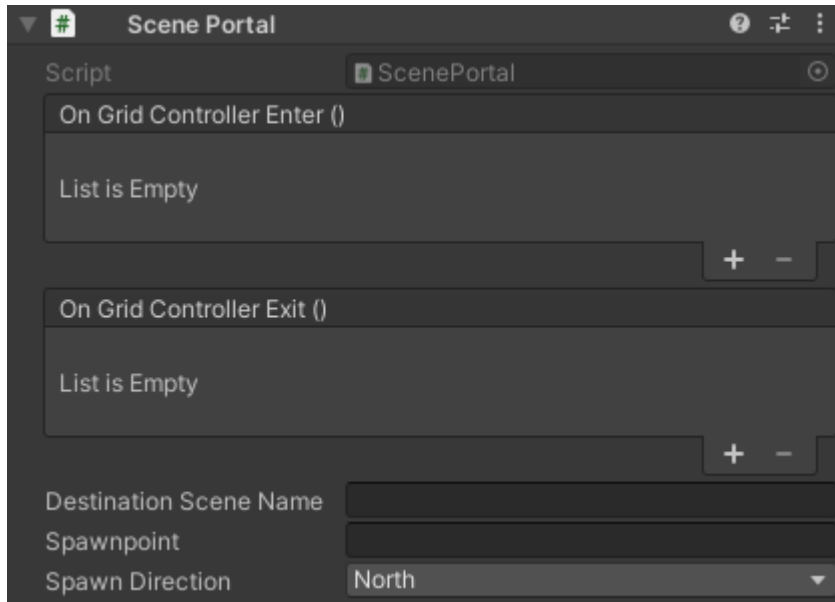 Scene Portal
Script ScenePortal
On Grid Controller Enter ()
List is Empty
+ −
On Grid Controller Exit ()
List is Empty
+ −
Destination Scene Name
Spawnpoint
Spawn Direction North